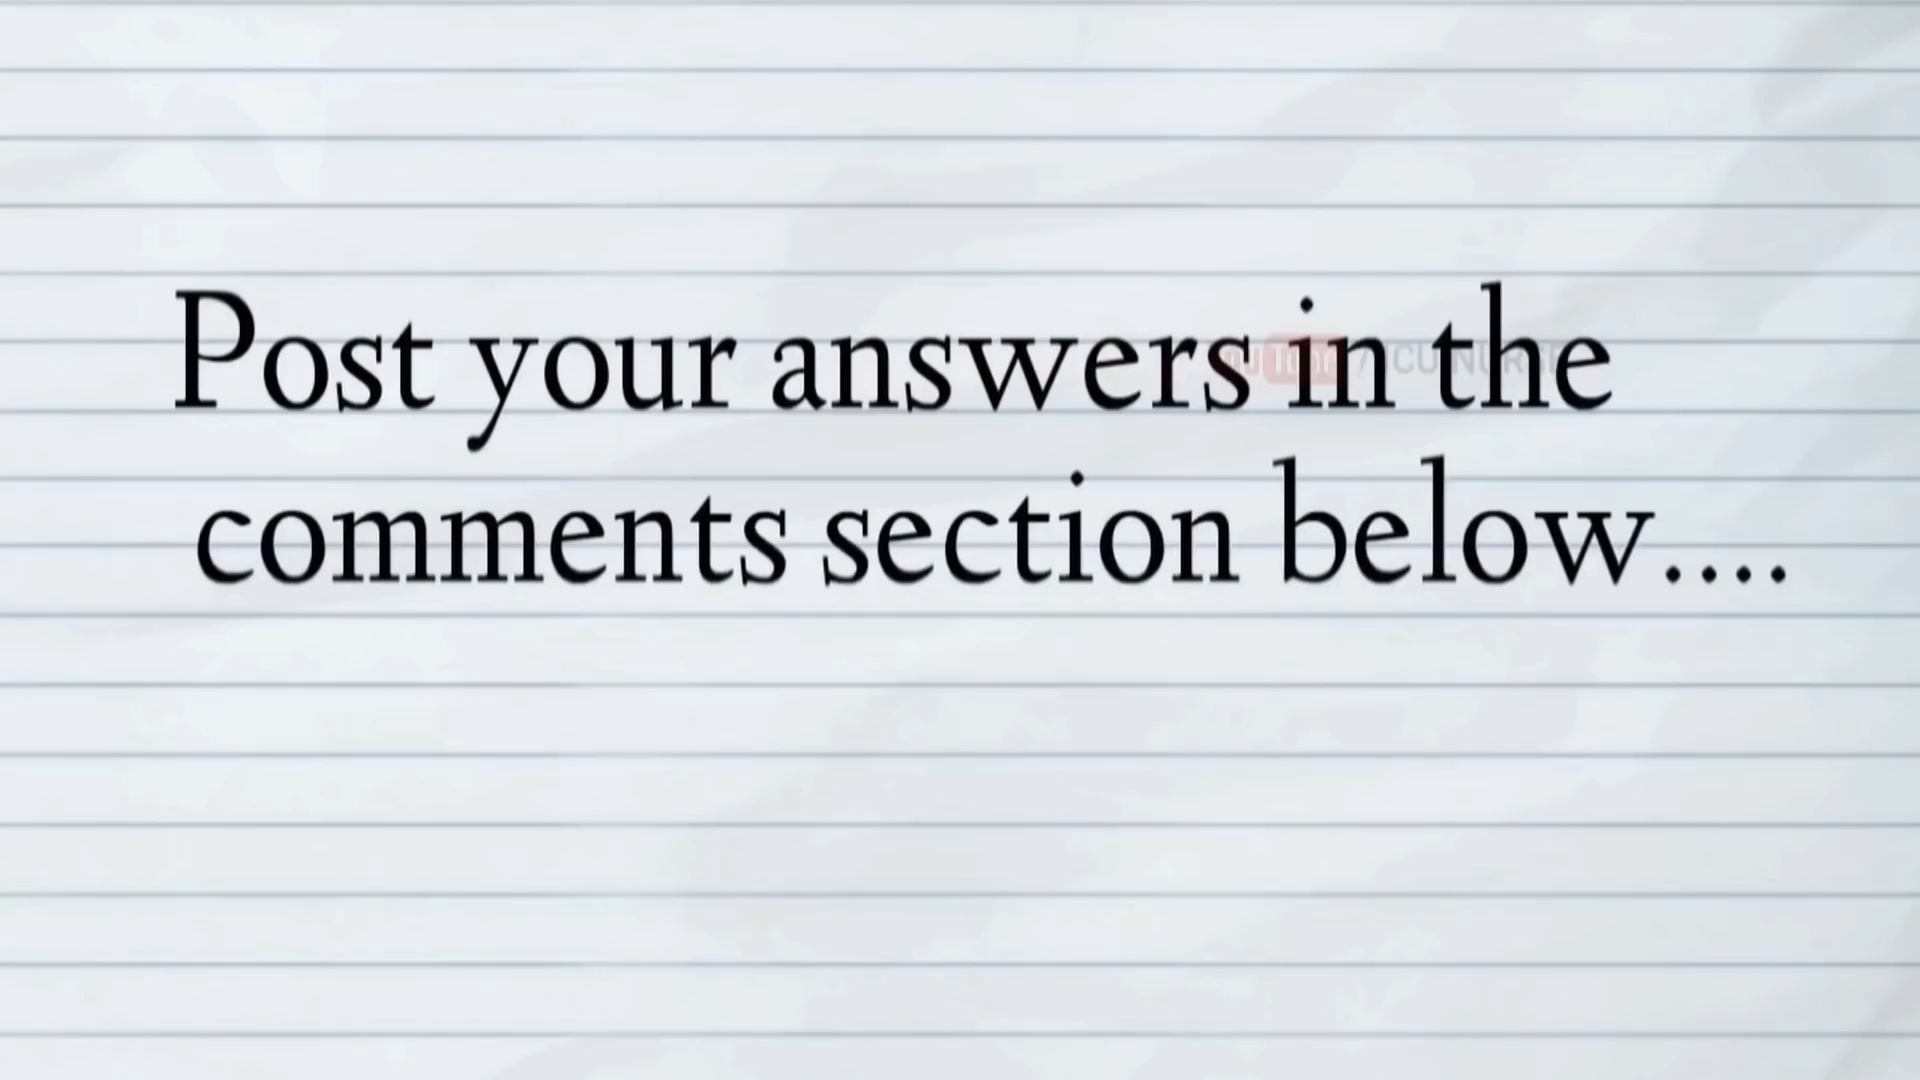 Post your answers in the
comments section below....